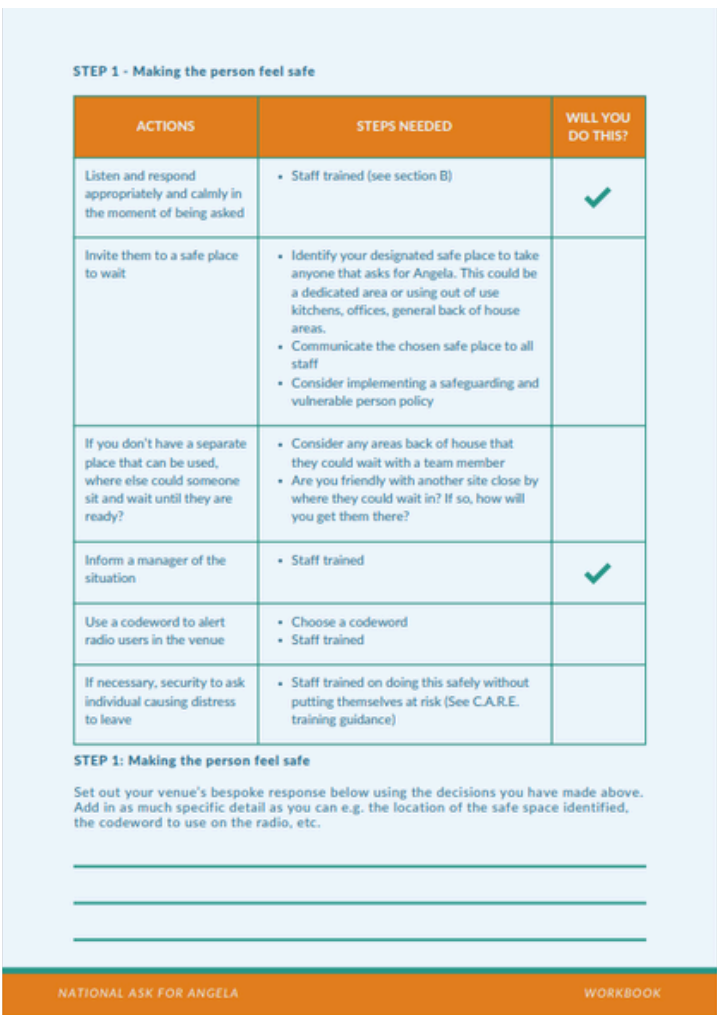 STEP 1 - Making the person feel safe
ACTIONS
STEPS NEEDED
WILL YOU
DO THIS?
Listen and respond
appropriately and calmly in
the moment of being asked
• Staff trained (see section B)
Invite them to a safe place
to wait
• Identify your designated safe place to take
anyone that asks for Angela. This could be
a dedicated area or using out of use
kitchens, offices, general back of house
areas.
• Communicate the chosen safe place to all
staff
• Consider implementing a safeguarding and
vulnerable person policy
If you don't have a separate
place that can be used,
where else could someone
sit and wait until they are
ready?
• Consider any areas back of house that
they could wait with a team member
• Are you friendly with another site close by
where they could wait in? If so, how will
you get them there?
Inform a manager of the
situation
• Staff trained
Use a codeword to alert
radio users in the venue
• Choose a codeword
• Staff trained
If necessary, security to ask
individual causing distress
to leave
• Staff trained on doing this safely without
putting themselves at risk (See C.A.R.E.
training guidance)
STEP 1: Making the person feel safe
Set out your venue's bespoke response below using the decisions you have made above.
Add in as much specific detail as you can e.g. the location of the safe space identified,
the codeword to use on the radio, etc.
NATIONAL ASK FOR ANGELA
WORKBOOK